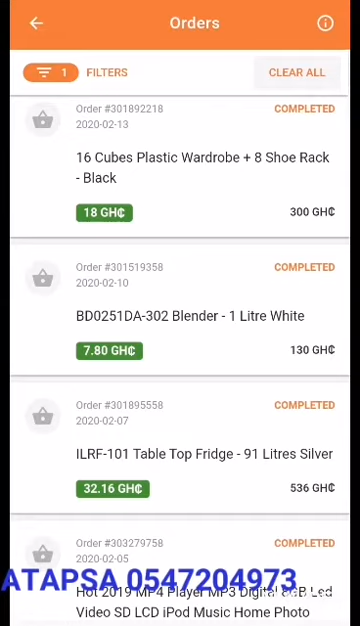 Orders
1 FILTERS CLEAR ALL
Order #301892218 COMPLETED
2020-02-13
16 Cubes Plastic Wardrobe + 8 Shoe Rack
- Black
18 GH₵ 300 GH₵
Order #301519358 COMPLETED
2020-02-10
BD0251DA-302 Blender - 1 Litre White
7.80 GH₵ 130 GH₵
Order #301895558 COMPLETED
2020-02-07
ILRF-101 Table Top Fridge - 91 Litres Silver
32.16 GH₵ 536 GH₵
Order #303279758 COMPLETED
2020-02-05
ATAPSA 0547204973
Hot 2019 MP4 Player MP3 Digital 8GB Led
Video SD LCD iPod Music Home Photo